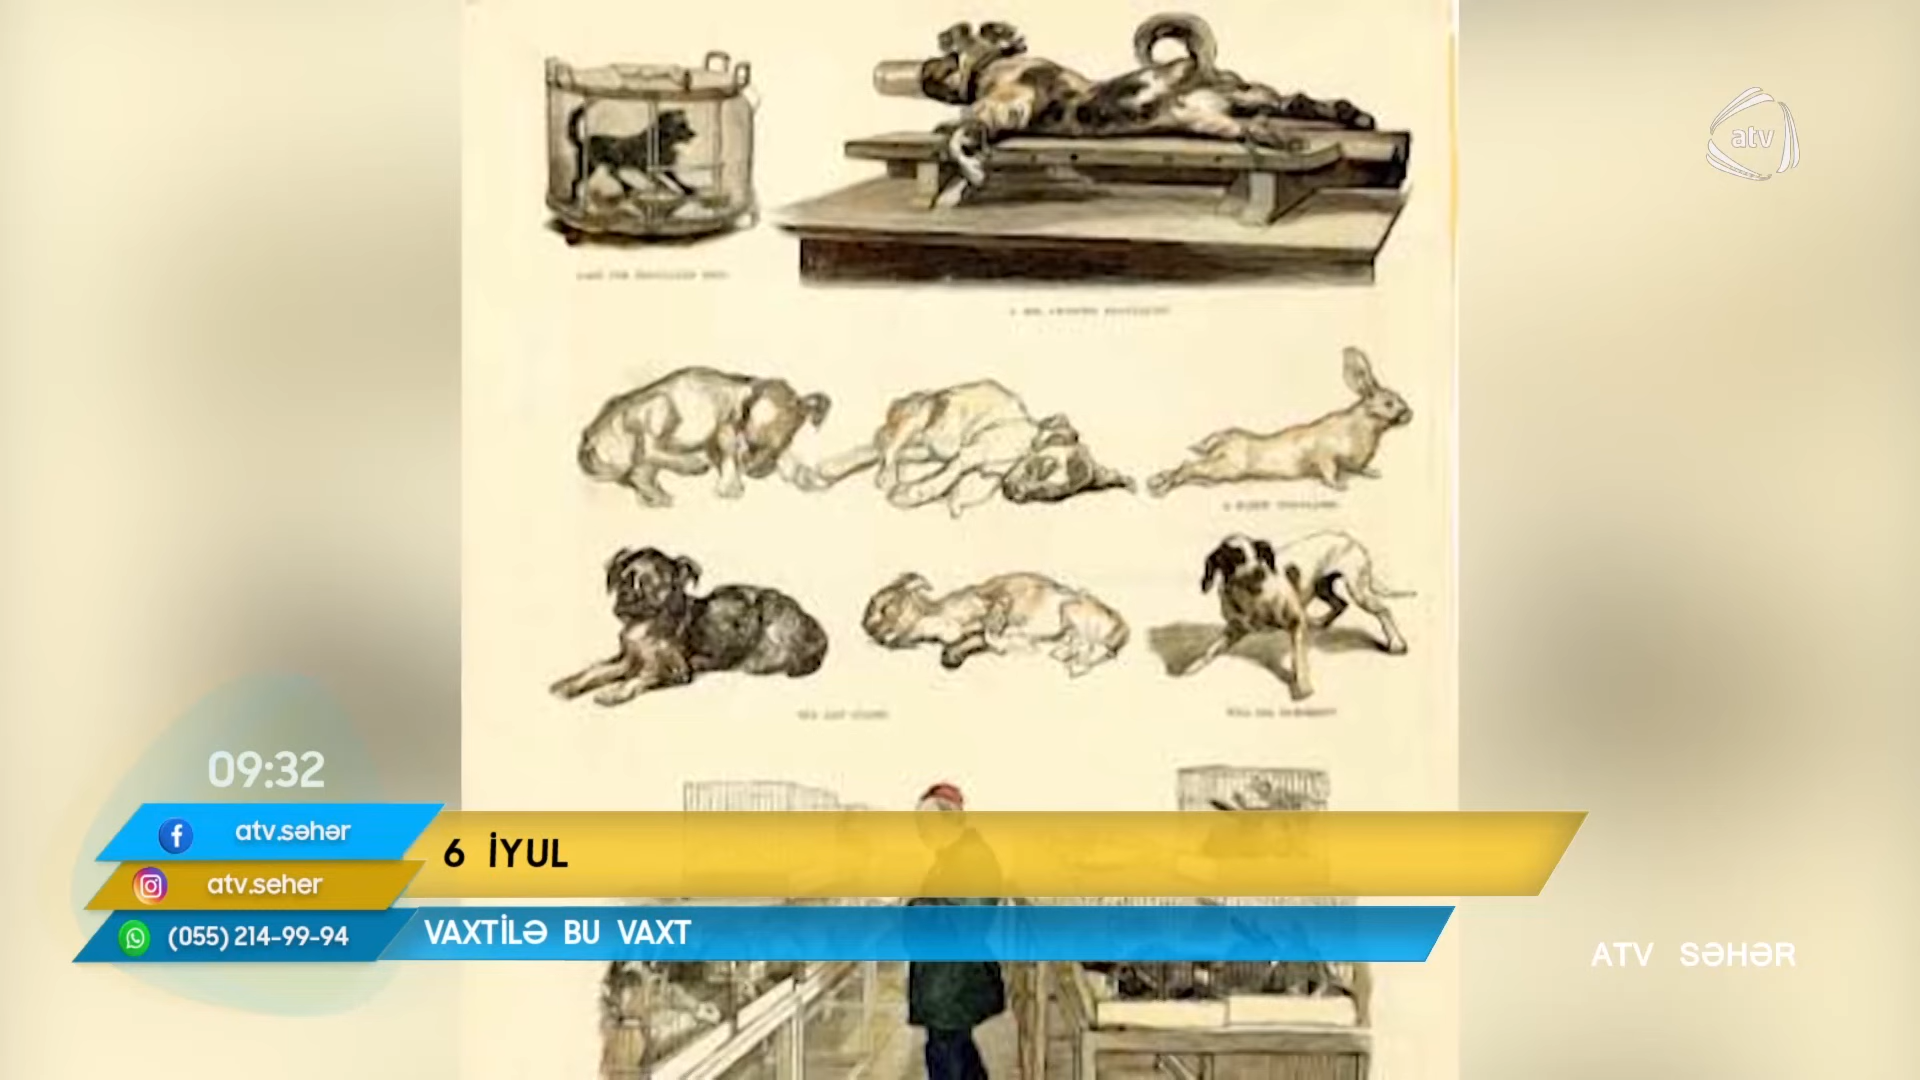 atv
09:32
atv.səhər
6 İYUL
atv.seher
(055) 214-99-94
VAXTİLƏ BU VAXT
ATV SƏHƏR